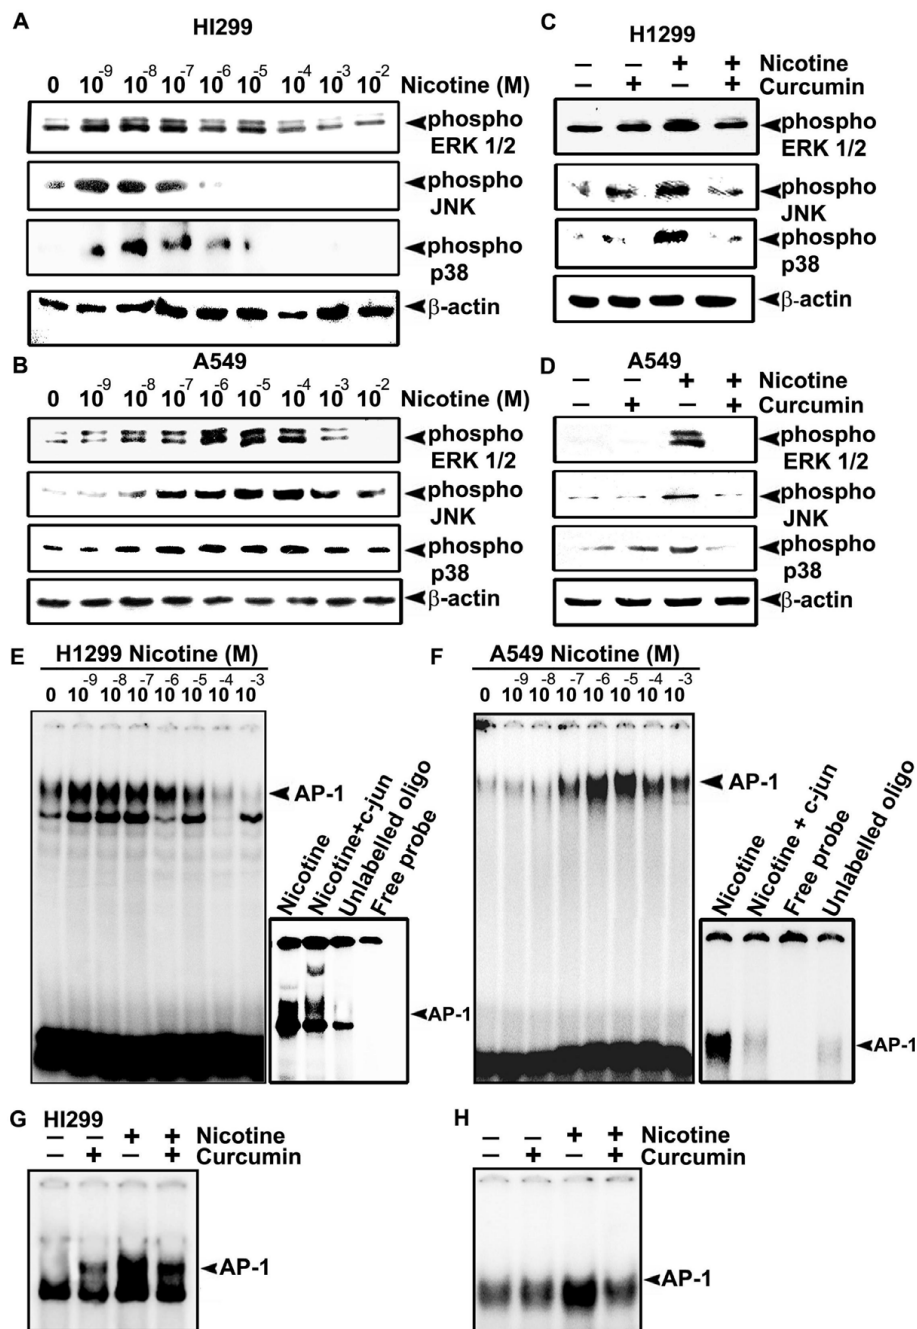 A
HI299
0 10-9 10-8 10-7 10-6 10-5 10-4 10-3 10-2 Nicotine (M)
phospho
ERK 1/2
phospho
JNK
phospho
p38
β-actin
B
A549
0 10-9 10-8 10-7 10-6 10-5 10-4 10-3 10-2 Nicotine (M)
phospho
ERK 1/2
phospho
JNK
phospho
p38
β-actin
C
H1299
– – + + Nicotine
– + – + Curcumin
phospho
ERK 1/2
phospho
JNK
phospho
p38
β-actin
D
A549
– – + + Nicotine
– + – + Curcumin
phospho
ERK 1/2
phospho
JNK
phospho
p38
β-actin
E
H1299 Nicotine (M)
0 10-9 10-8 10-7 10-6 10-5 10-4 10-3
AP-1
Nicotine
Nicotine+c-jun
Unlabelled oligo
Free probe
AP-1
F
A549 Nicotine (M)
0 10-9 10-8 10-7 10-6 10-5 10-4 10-3
AP-1
Nicotine
Nicotine + c-jun
Free probe
Unlabelled oligo
AP-1
G
HI299
– – + + Nicotine
– + – + Curcumin
AP-1
H
– – + + Nicotine
– + – + Curcumin
AP-1